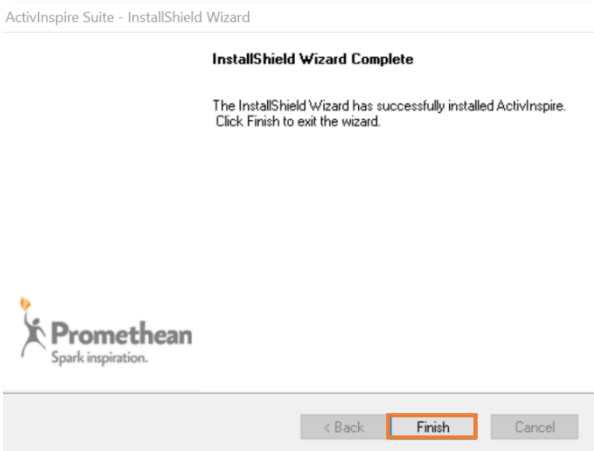 ActivInspire Suite - InstallShield Wizard
InstallShield Wizard Complete
The InstallShield Wizard has successfully installed ActivInspire.
Click Finish to exit the wizard.
Promethean
Spark inspiration.
< Back
Finish
Cancel